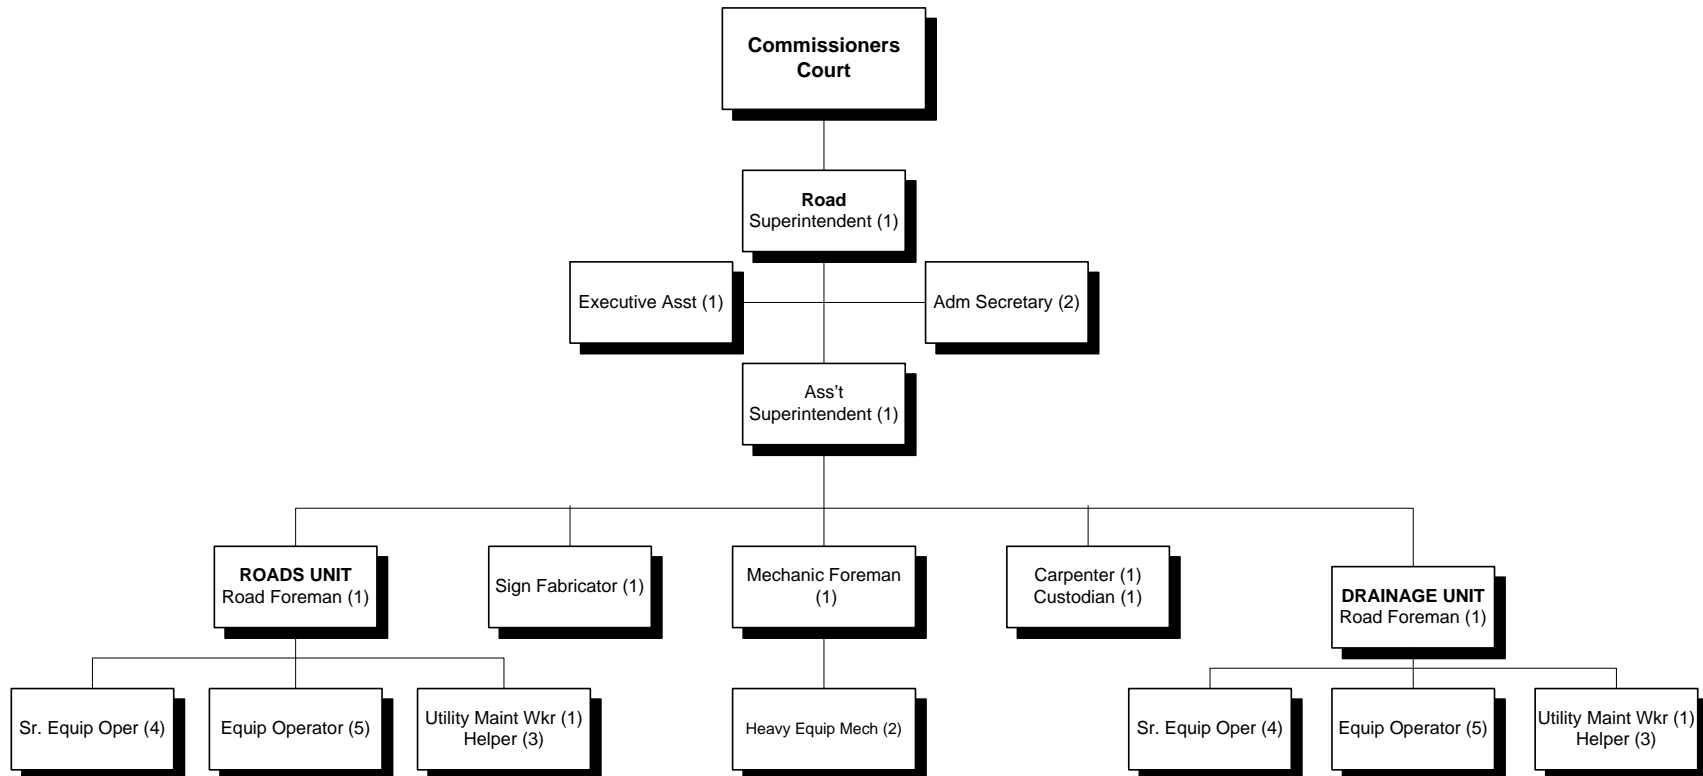 Commissioners
Court
Road
Superintendent (1)
Executive Asst (1)
Adm Secretary (2)
Ass’t
Superintendent (1)
ROADS UNIT
Road Foreman (1)
Sign Fabricator (1)
Mechanic Foreman
(1)
Carpenter (1)
Custodian (1)
DRAINAGE UNIT
Road Foreman (1)
Sr. Equip Oper (4)
Equip Operator (5)
Utility Maint Wkr (1)
Helper (3)
Heavy Equip Mech (2)
Sr. Equip Oper (4)
Equip Operator (5)
Utility Maint Wkr (1)
Helper (3)